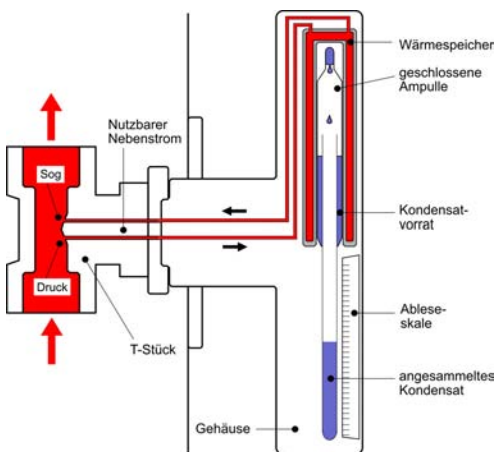 Wärmespeicher
geschlossene
Ampulle
Nutzbarer
Nebenstrom
Sog
Kondensat-
vorrat
Druck
T-Stück
Ablese-
skale
angesammeltes
Kondensat
Gehäuse